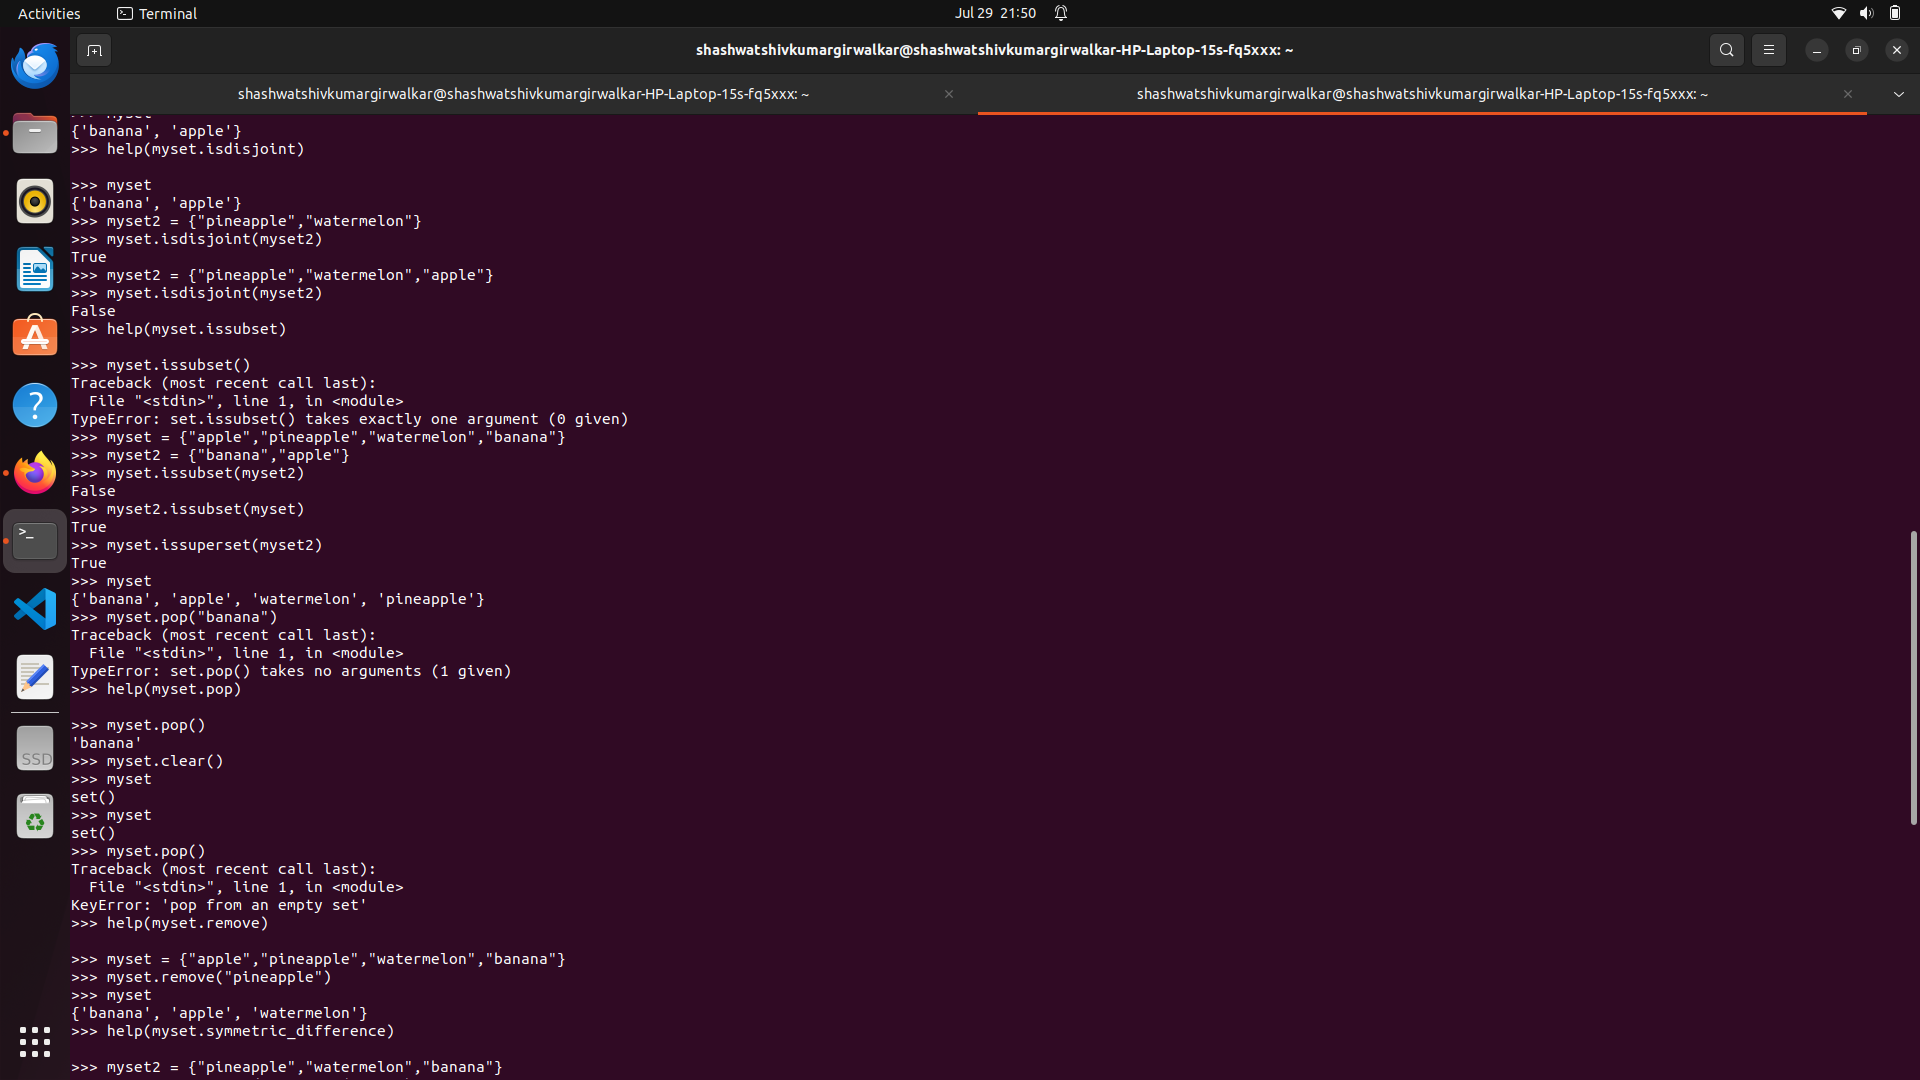 Activities
Terminal
Jul 29 21:50
shashwatshivkumargirwalkar@shashwatshivkumargirwalkar-HP-Laptop-15s-fq5xxx: ~
shashwatshivkumargirwalkar@shashwatshivkumargirwalkar-HP-Laptop-15s-fq5xxx: ~
shashwatshivkumargirwalkar@shashwatshivkumargirwalkar-HP-Laptop-15s-fq5xxx: ~
>>> myset
{'banana', 'apple'}
>>> help(myset.isdisjoint)
>>> myset
{'banana', 'apple'}
>>> myset2 = {"pineapple","watermelon"}
>>> myset.isdisjoint(myset2)
True
>>> myset2 = {"pineapple","watermelon","apple"}
>>> myset.isdisjoint(myset2)
False
>>> help(myset.issubset)
>>> myset.issubset()
Traceback (most recent call last):
  File "<stdin>", line 1, in <module>
TypeError: set.issubset() takes exactly one argument (0 given)
>>> myset = {"apple","pineapple","watermelon","banana"}
>>> myset2 = {"banana","apple"}
>>> myset.issubset(myset2)
False
>>> myset2.issubset(myset)
True
>>> myset.issuperset(myset2)
True
>>> myset
{'banana', 'apple', 'watermelon', 'pineapple'}
>>> myset.pop("banana")
Traceback (most recent call last):
  File "<stdin>", line 1, in <module>
TypeError: set.pop() takes no arguments (1 given)
>>> help(myset.pop)
>>> myset.pop()
'banana'
>>> myset.clear()
>>> myset
set()
>>> myset
set()
>>> myset.pop()
Traceback (most recent call last):
  File "<stdin>", line 1, in <module>
KeyError: 'pop from an empty set'
>>> help(myset.remove)
>>> myset = {"apple","pineapple","watermelon","banana"}
>>> myset.remove("pineapple")
>>> myset
{'banana', 'apple', 'watermelon'}
>>> help(myset.symmetric_difference)
>>> myset2 = {"pineapple","watermelon","banana"}
SSD